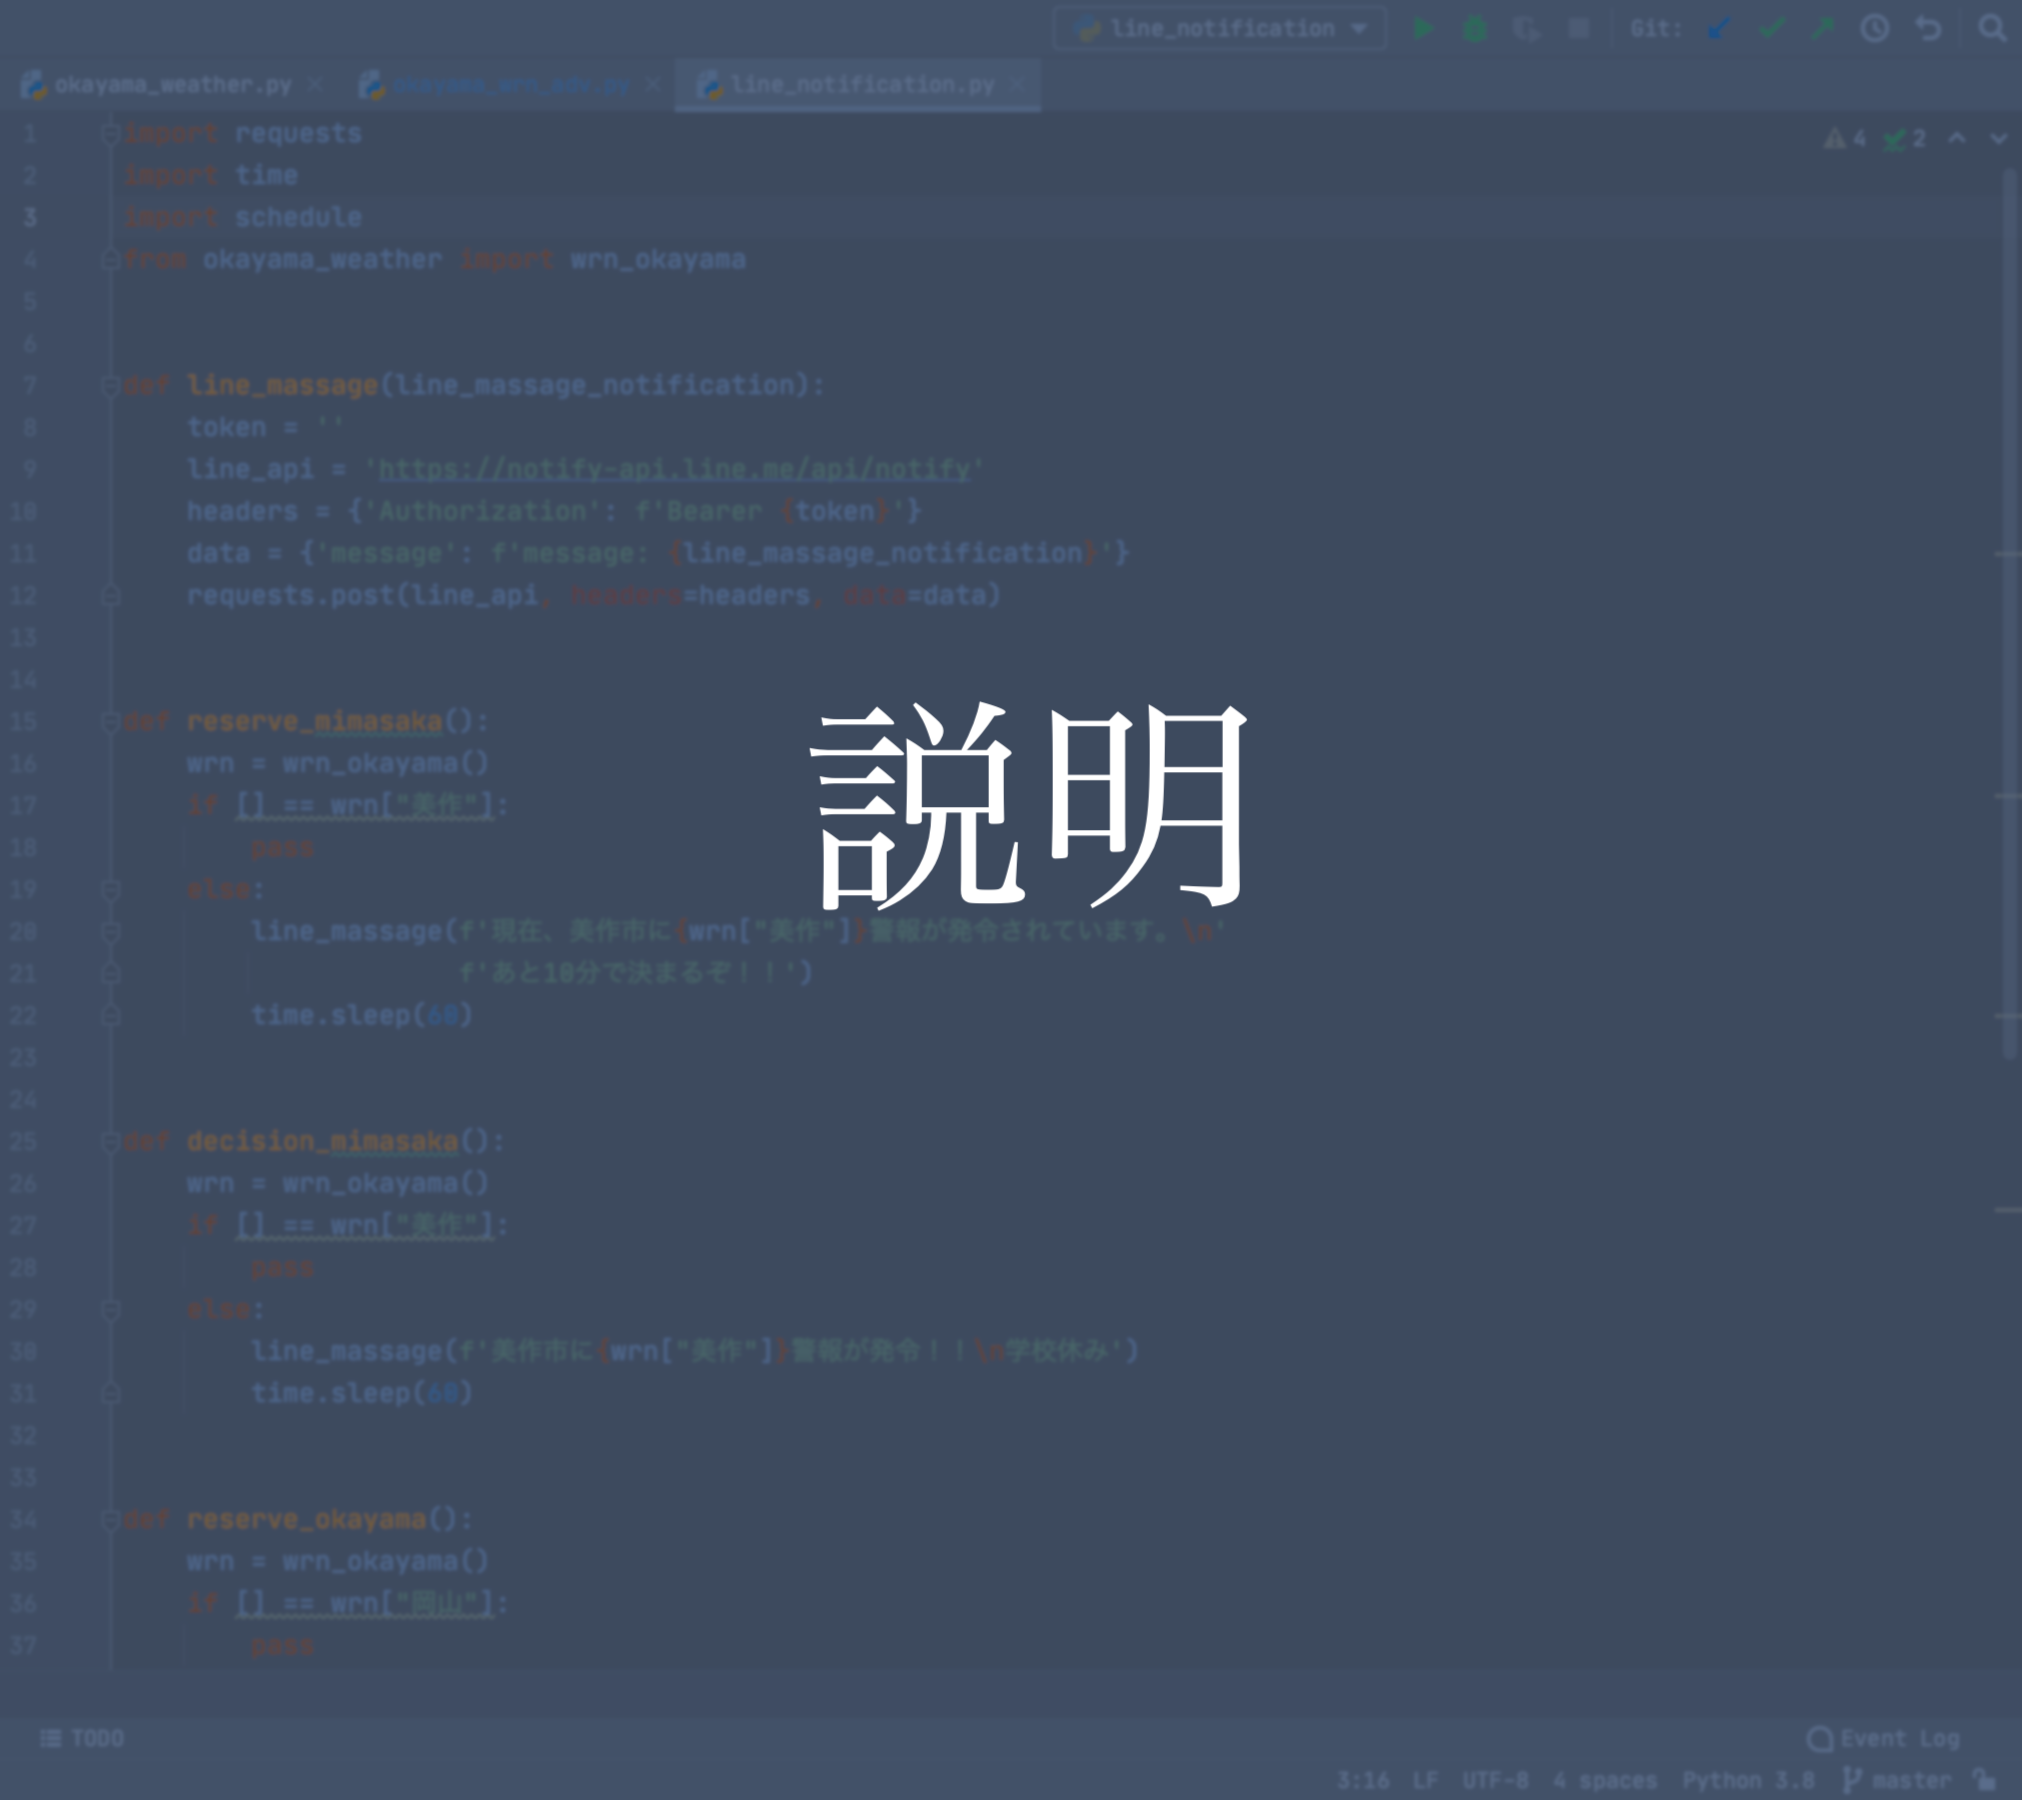 line_notification Git:
okayama_weather.py okayama_wrn_adv.py line_notification.py
1 import requests
4 2
2 import time
3 import schedule
4 from okayama_weather import wrn_okayama
5
6
7 def line_massage(line_massage_notification):
8 token = ''
9 line_api = 'https://notify-api.line.me/api/notify'
10 headers = {'Authorization': f'Bearer {token}'}
11 data = {'message': f'message: {line_massage_notification}'}
12 requests.post(line_api, headers=headers, data=data)
13
14
15 def reserve_mimasaka():
16 wrn = wrn_okayama()
17 if [] == wrn["美作"]:
説明
18 pass
19 else:
20 line_massage(f'現在、美作市に{wrn["美作"]}警報が発令されています。\n'
21 f'あと10分で決まるぞ！！')
22 time.sleep(60)
23
24
25 def decision_mimasaka():
26 wrn = wrn_okayama()
27 if [] == wrn["美作"]:
28 pass
29 else:
30 line_massage(f'美作市に{wrn["美作"]}警報が発令！！\n学校休み')
31 time.sleep(60)
32
33
34 def reserve_okayama():
35 wrn = wrn_okayama()
36 if [] == wrn["岡山"]:
37 pass
TODO Event Log
3:16 LF UTF-8 4 spaces Python 3.8 master